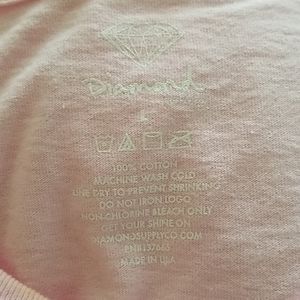 Diamond
L
100% COTTON
MACHINE WASH COLD
LINE DRY TO PREVENT SHRINKING
DO NOT IRON LOGO
NON-CHLORINE BLEACH ONLY
GET YOUR SHINE ON
DIAMONDSUPPLYCO.COM
MADE IN U.S.A